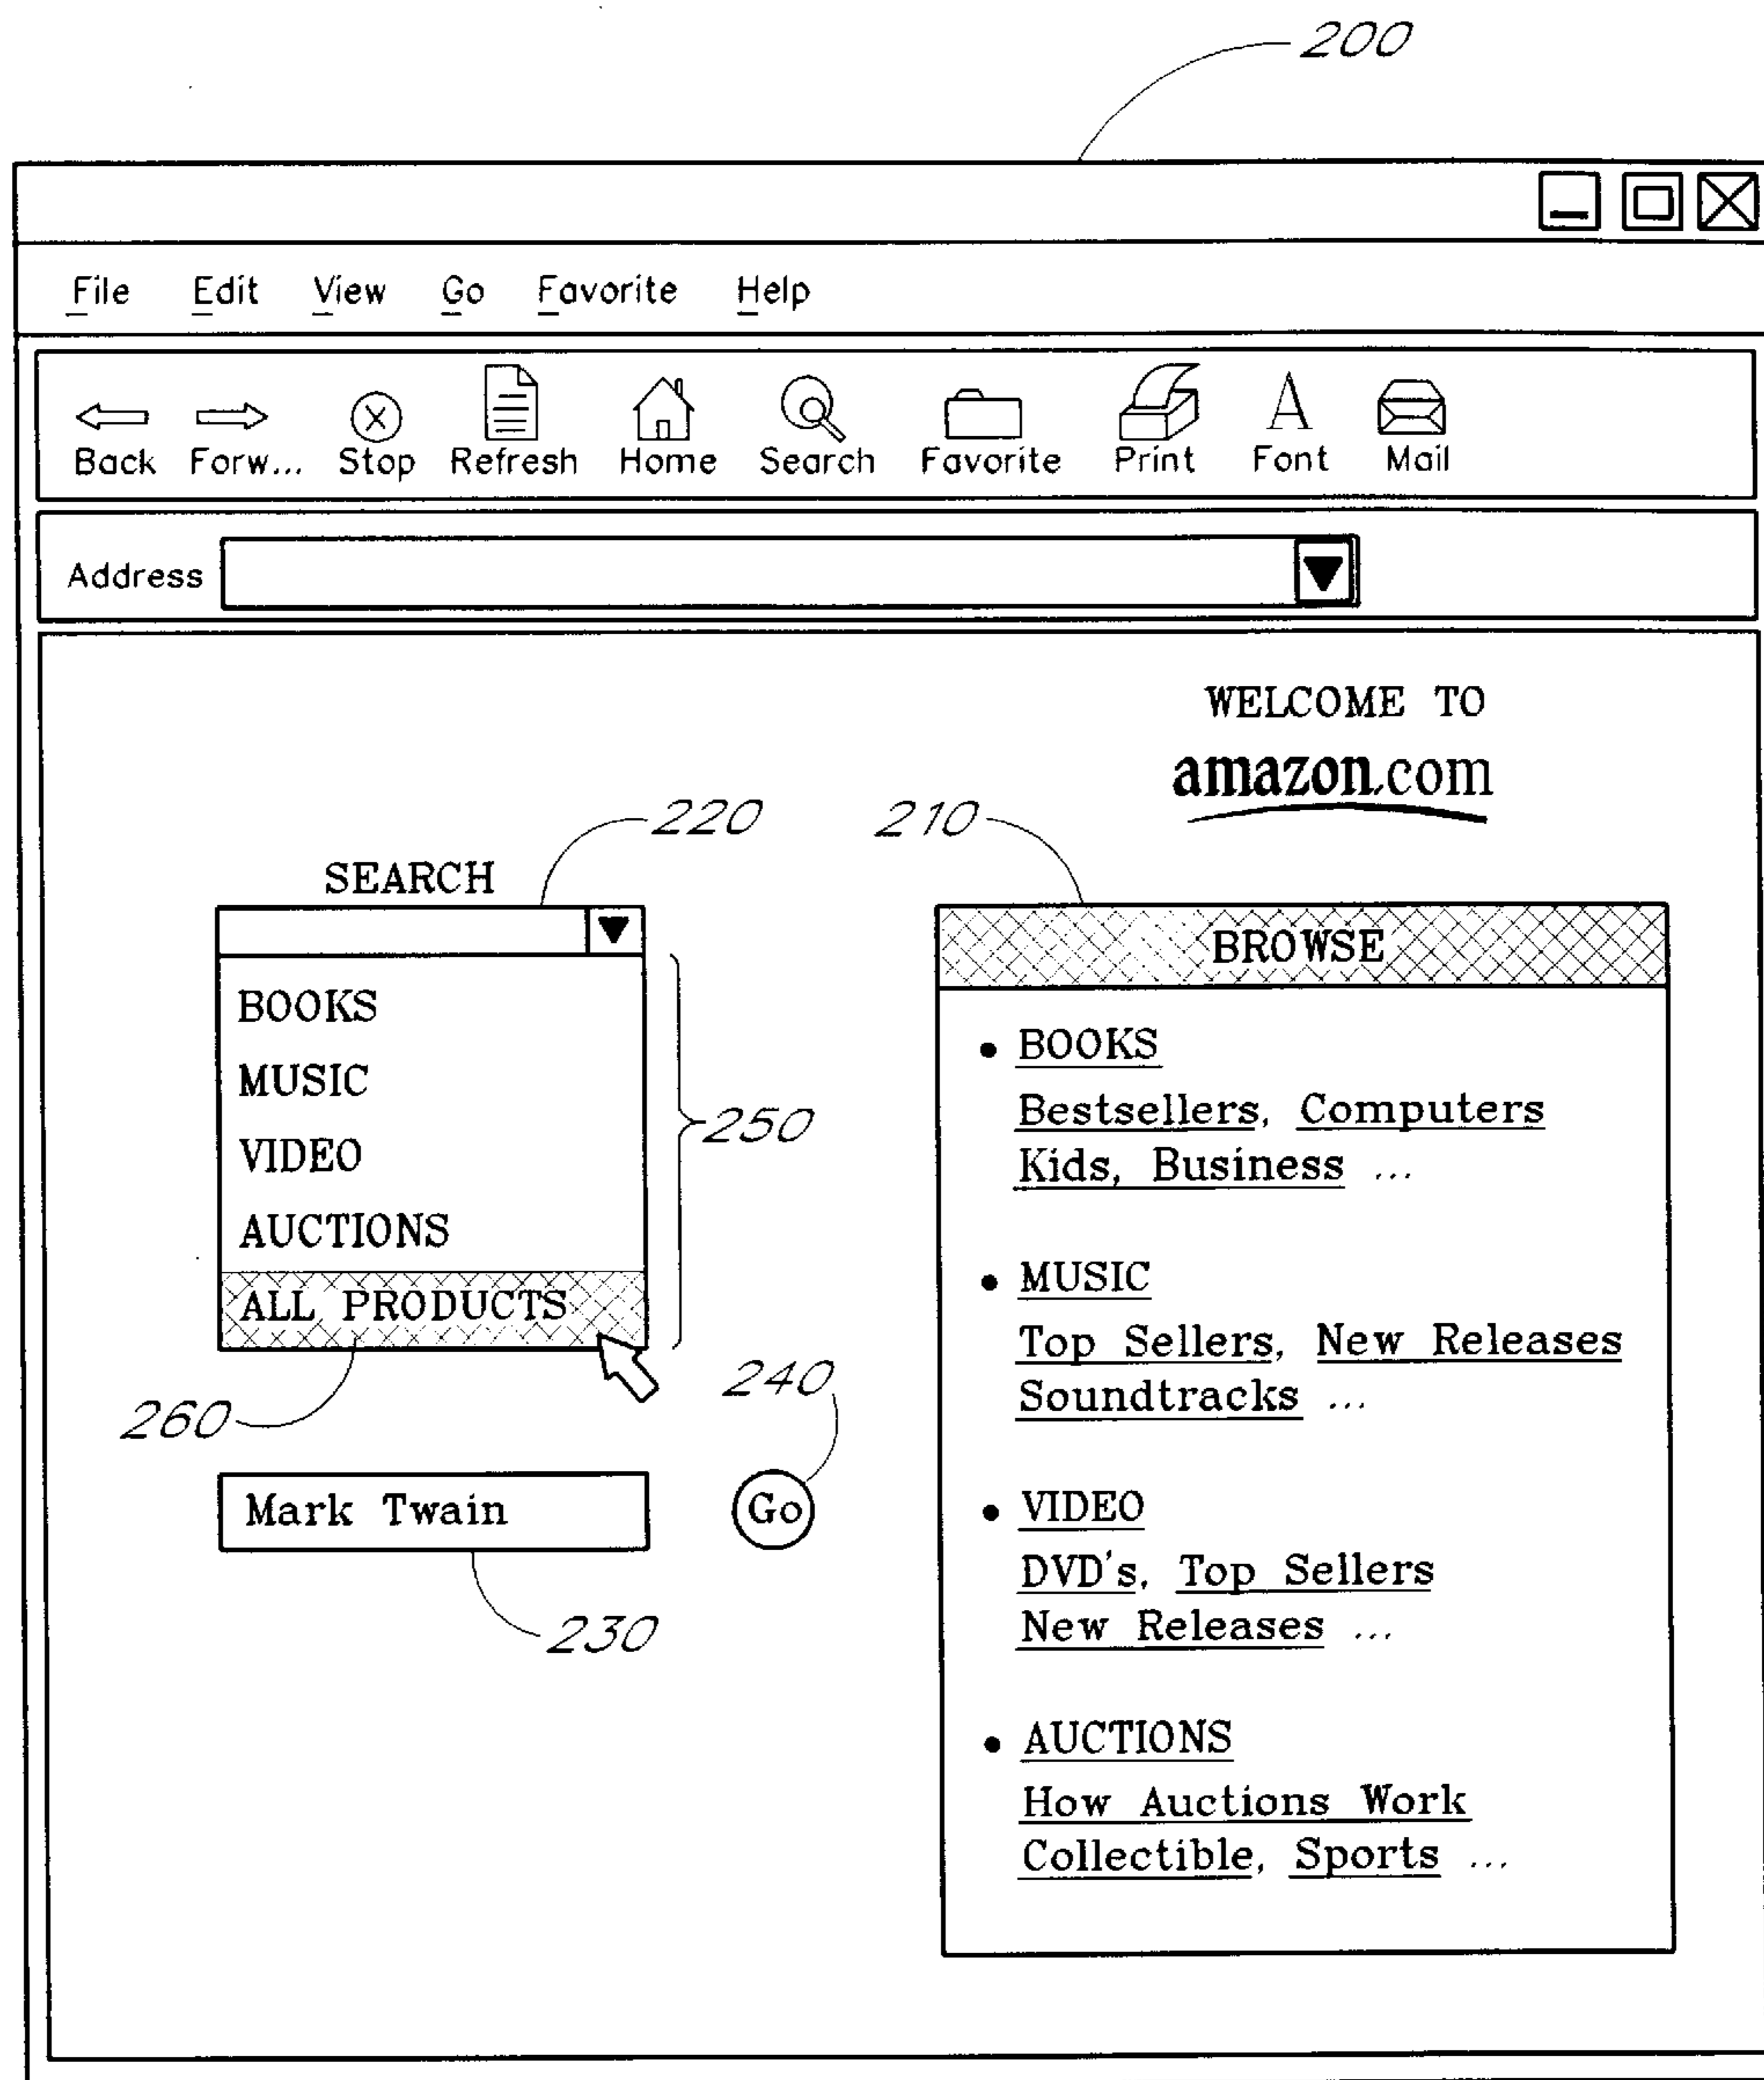 200
File Edit View Go Favorite Help
Back Forw... Stop Refresh Home Search Favorite Print Font Mail
Address
WELCOME TO
amazon.com
220
210
SEARCH
BOOKS
MUSIC
VIDEO
AUCTIONS
ALL PRODUCTS
250
260
240
Mark Twain
Go
230
BROWSE
• BOOKS
Bestsellers, Computers
Kids, Business ...
• MUSIC
Top Sellers, New Releases
Soundtracks ...
• VIDEO
DVD's, Top Sellers
New Releases ...
• AUCTIONS
How Auctions Work
Collectible, Sports ...